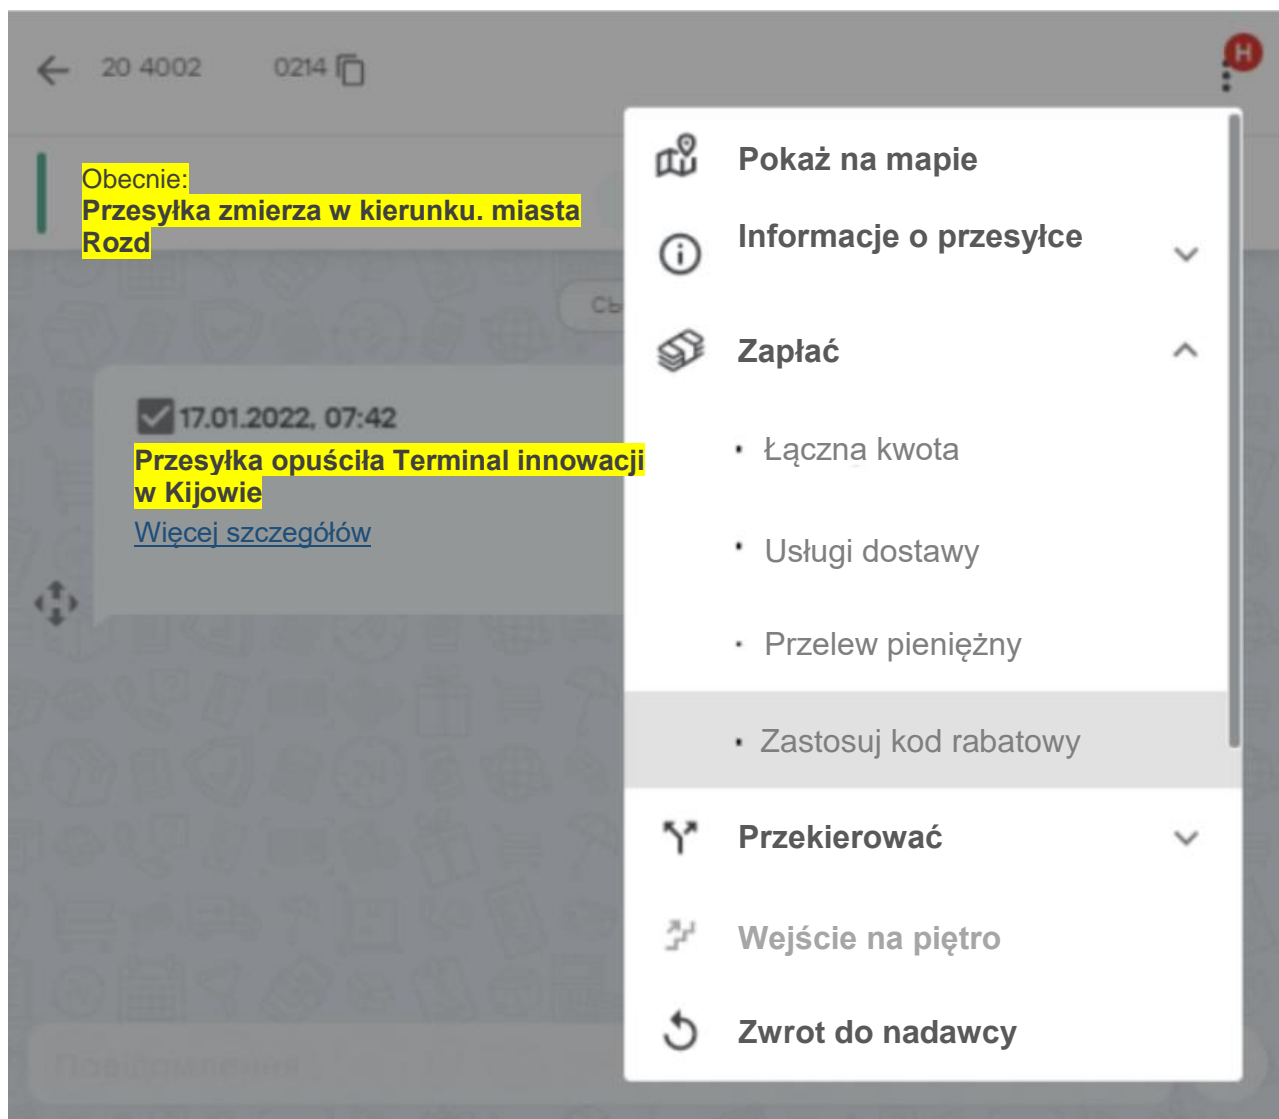 20 4002 0214
H
Obecnie:
Przesyłka zmierza w kierunku. miasta
Rozd
Сь
17.01.2022, 07:42
Przesyłka opuściła Terminal innowacji
w Kijowie
Więcej szczegółów
Pokaż na mapie
Informacje o przesyłce
Zapłać
• Łączna kwota
• Usługi dostawy
• Przelew pieniężny
• Zastosuj kod rabatowy
Przekierować
Wejście na piętro
Zwrot do nadawcy
Повідомлення